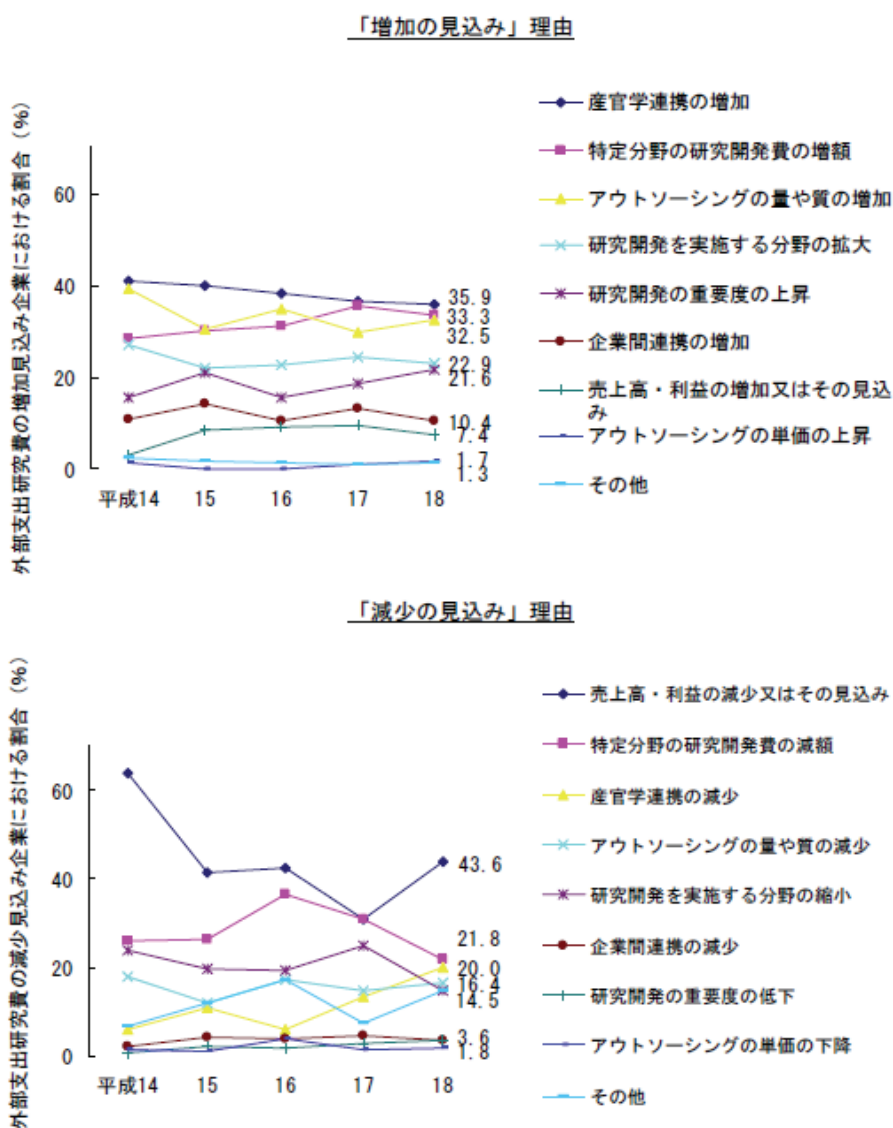 「増加の見込み」理由
外部支出研究費の増加見込み企業における割合（%）
60
40
20
0
平成14 15 16 17 18
35.9
33.3
32.5
22.9
21.6
10.4
7.4
1.7
1.3
産官学連携の増加
特定分野の研究開発費の増額
アウトソーシングの量や質の増加
研究開発を実施する分野の拡大
研究開発の重要度の上昇
企業間連携の増加
売上高・利益の増加又はその見込
み
アウトソーシングの単価の上昇
その他
「減少の見込み」理由
外部支出研究費の減少見込み企業における割合（%）
60
40
20
0
平成14 15 16 17 18
43.6
21.8
20.0
16.4
14.5
3.6
1.8
売上高・利益の減少又はその見込み
特定分野の研究開発費の減額
産官学連携の減少
アウトソーシングの量や質の減少
研究開発を実施する分野の縮小
企業間連携の減少
研究開発の重要度の低下
アウトソーシングの単価の下降
その他